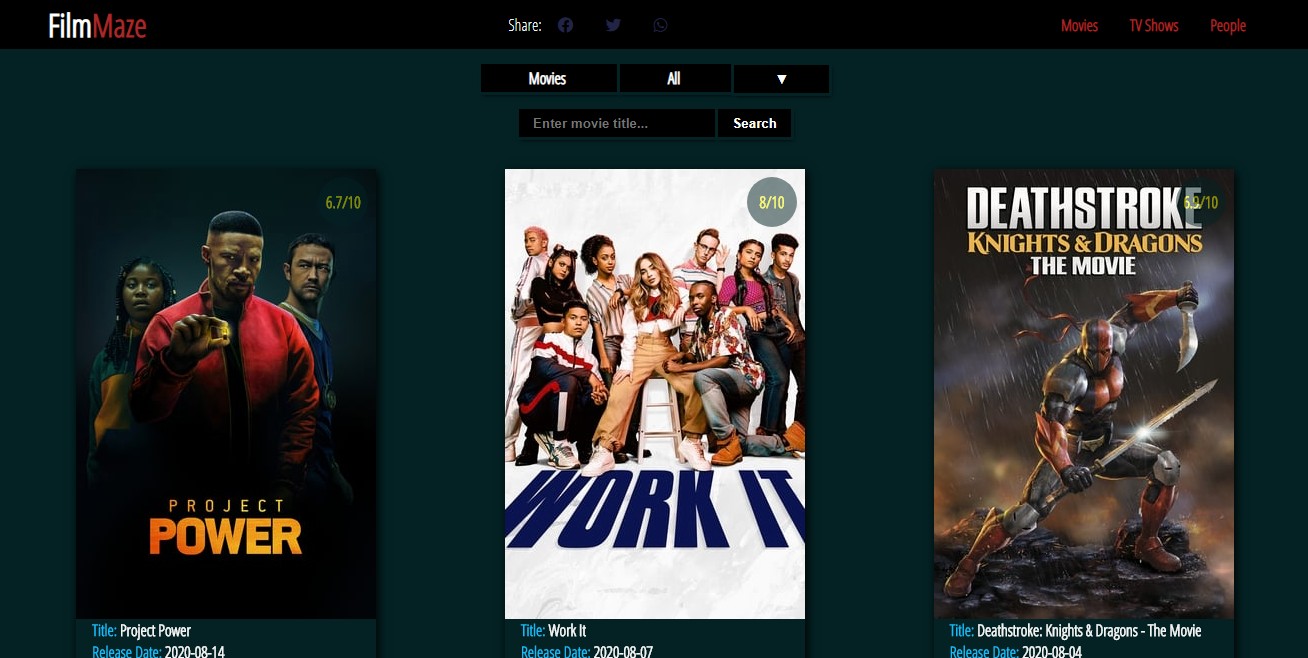 FilmMaze
Share:
Movies TV Shows People
Movies All ▼
Enter movie title... Search
6.7/10
PROJECT
POWER
Title: Project Power
Release Date: 2020-08-14
8/10
WORK IT
Title: Work It
Release Date: 2020-08-07
DEATHSTROKE
6.9/10
KNIGHTS & DRAGONS
THE MOVIE
Title: Deathstroke: Knights & Dragons - The Movie
Release Date: 2020-08-04